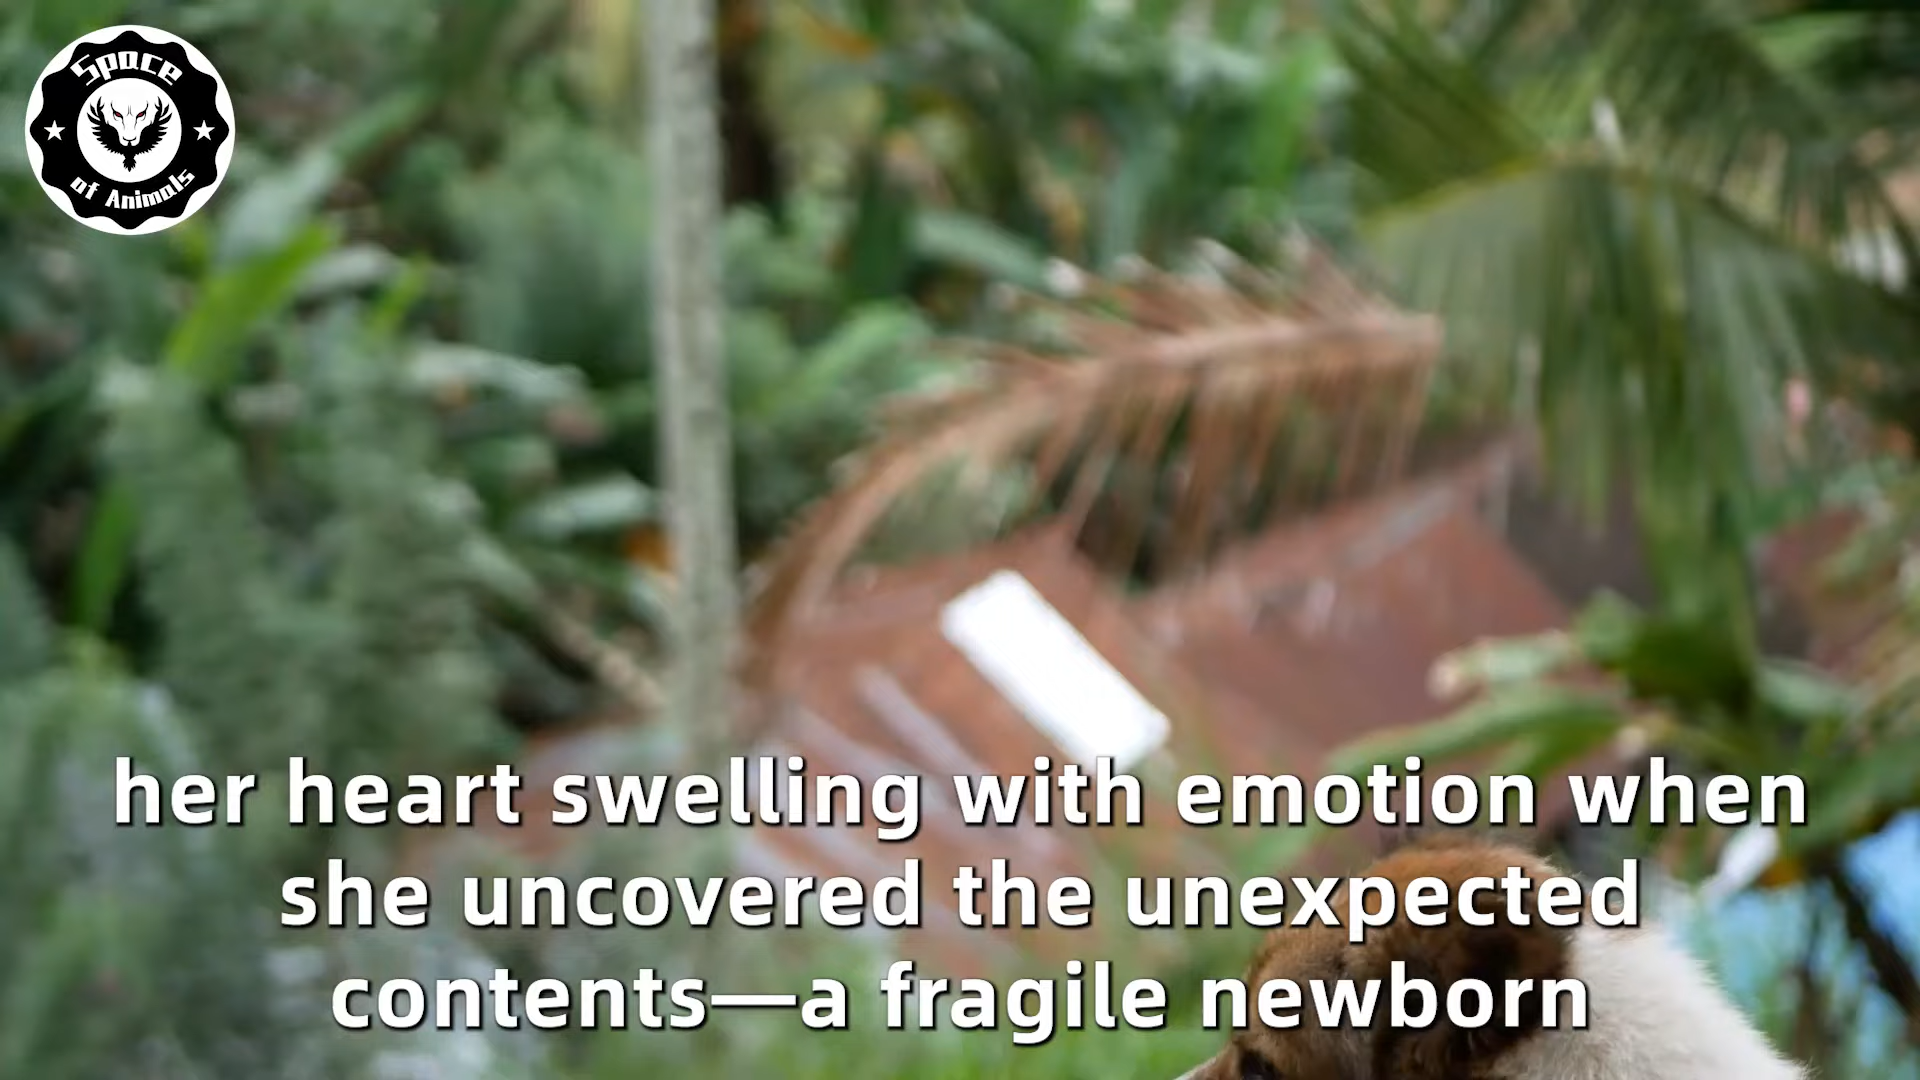 Space
of Animals
her heart swelling with emotion when
she uncovered the unexpected
contents—a fragile newborn